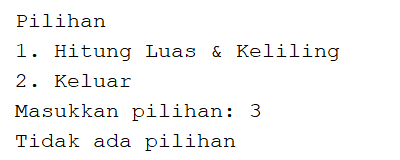 Pilihan
1. Hitung Luas & Keliling
2. Keluar
Masukkan pilihan: 3
Tidak ada pilihan